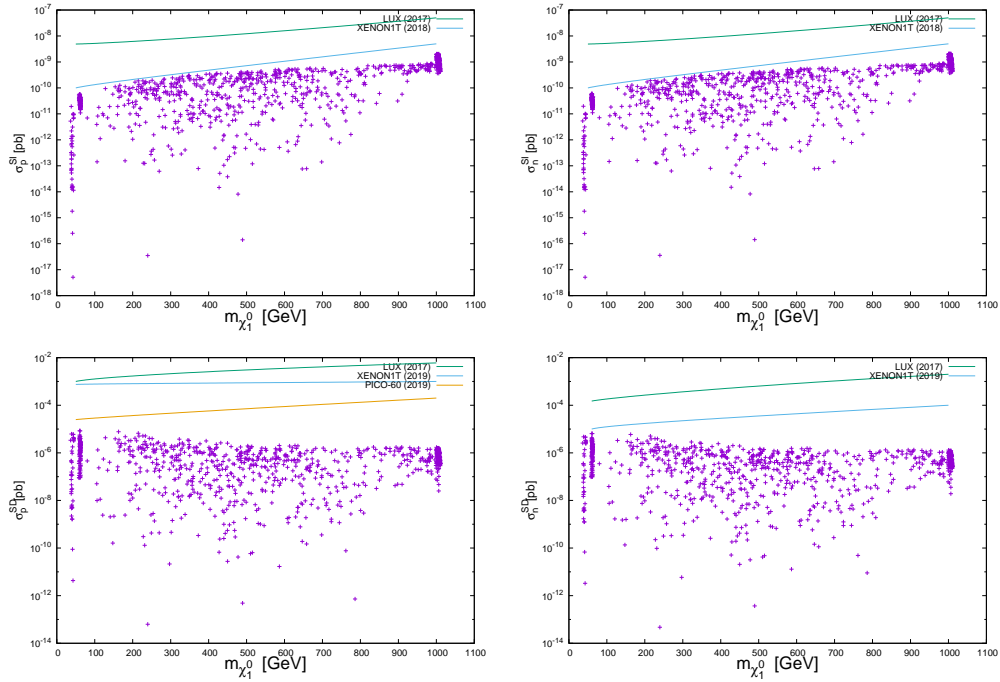 10^-7
10^-8
10^-9
10^-10
10^-11
10^-12
10^-13
10^-14
10^-15
10^-16
10^-17
10^-18
σ_p^SI [pb]
LUX (2017)
XENON1T (2018)
0 100 200 300 400 500 600 700 800 900 1000 1100
m_χ_1^0 [GeV]
10^-7
10^-8
10^-9
10^-10
10^-11
10^-12
10^-13
10^-14
10^-15
10^-16
10^-17
10^-18
σ_n^SI [pb]
LUX (2017)
XENON1T (2018)
0 100 200 300 400 500 600 700 800 900 1000 1100
m_χ_1^0 [GeV]
10^-2
10^-4
10^-6
10^-8
10^-10
10^-12
10^-14
σ_p^SD [pb]
LUX (2017)
XENON1T (2019)
PICO-60 (2019)
0 100 200 300 400 500 600 700 800 900 1000 1100
m_χ_1^0 [GeV]
10^-2
10^-4
10^-6
10^-8
10^-10
10^-12
10^-14
σ_n^SD [pb]
LUX (2017)
XENON1T (2019)
0 100 200 300 400 500 600 700 800 900 1000 1100
m_χ_1^0 [GeV]